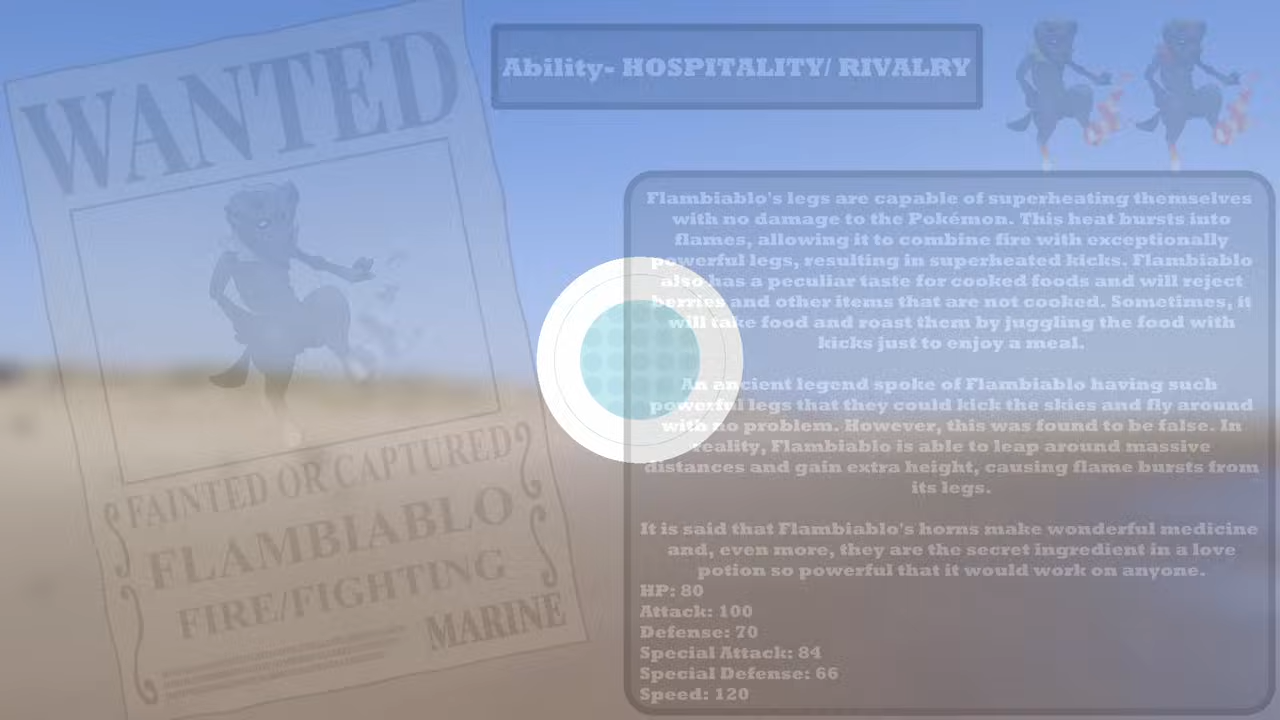 WANTED
FAINTED OR CAPTURED
FLAMBIABLO
FIRE/FIGHTING
MARINE
Ability- HOSPITALITY/ RIVALRY
Flambiablo's legs are capable of superheating themselves
with no damage to the Pokémon. This heat bursts into
flames, allowing it to combine fire with exceptionally
powerful legs, resulting in superheated kicks. Flambiablo
also has a peculiar taste for cooked foods and will reject
berries and other items that are not cooked. Sometimes, it
will take food and roast them by juggling the food with
kicks just to enjoy a meal.
An ancient legend spoke of Flambiablo having such
powerful legs that they could kick the skies and fly around
with no problem. However, this was found to be false. In
reality, Flambiablo is able to leap around massive
distances and gain extra height, causing flame bursts from
its legs.
It is said that Flambiablo's horns make wonderful medicine
and, even more, they are the secret ingredient in a love
potion so powerful that it would work on anyone.
HP: 80
Attack: 100
Defense: 70
Special Attack: 84
Special Defense: 66
Speed: 120